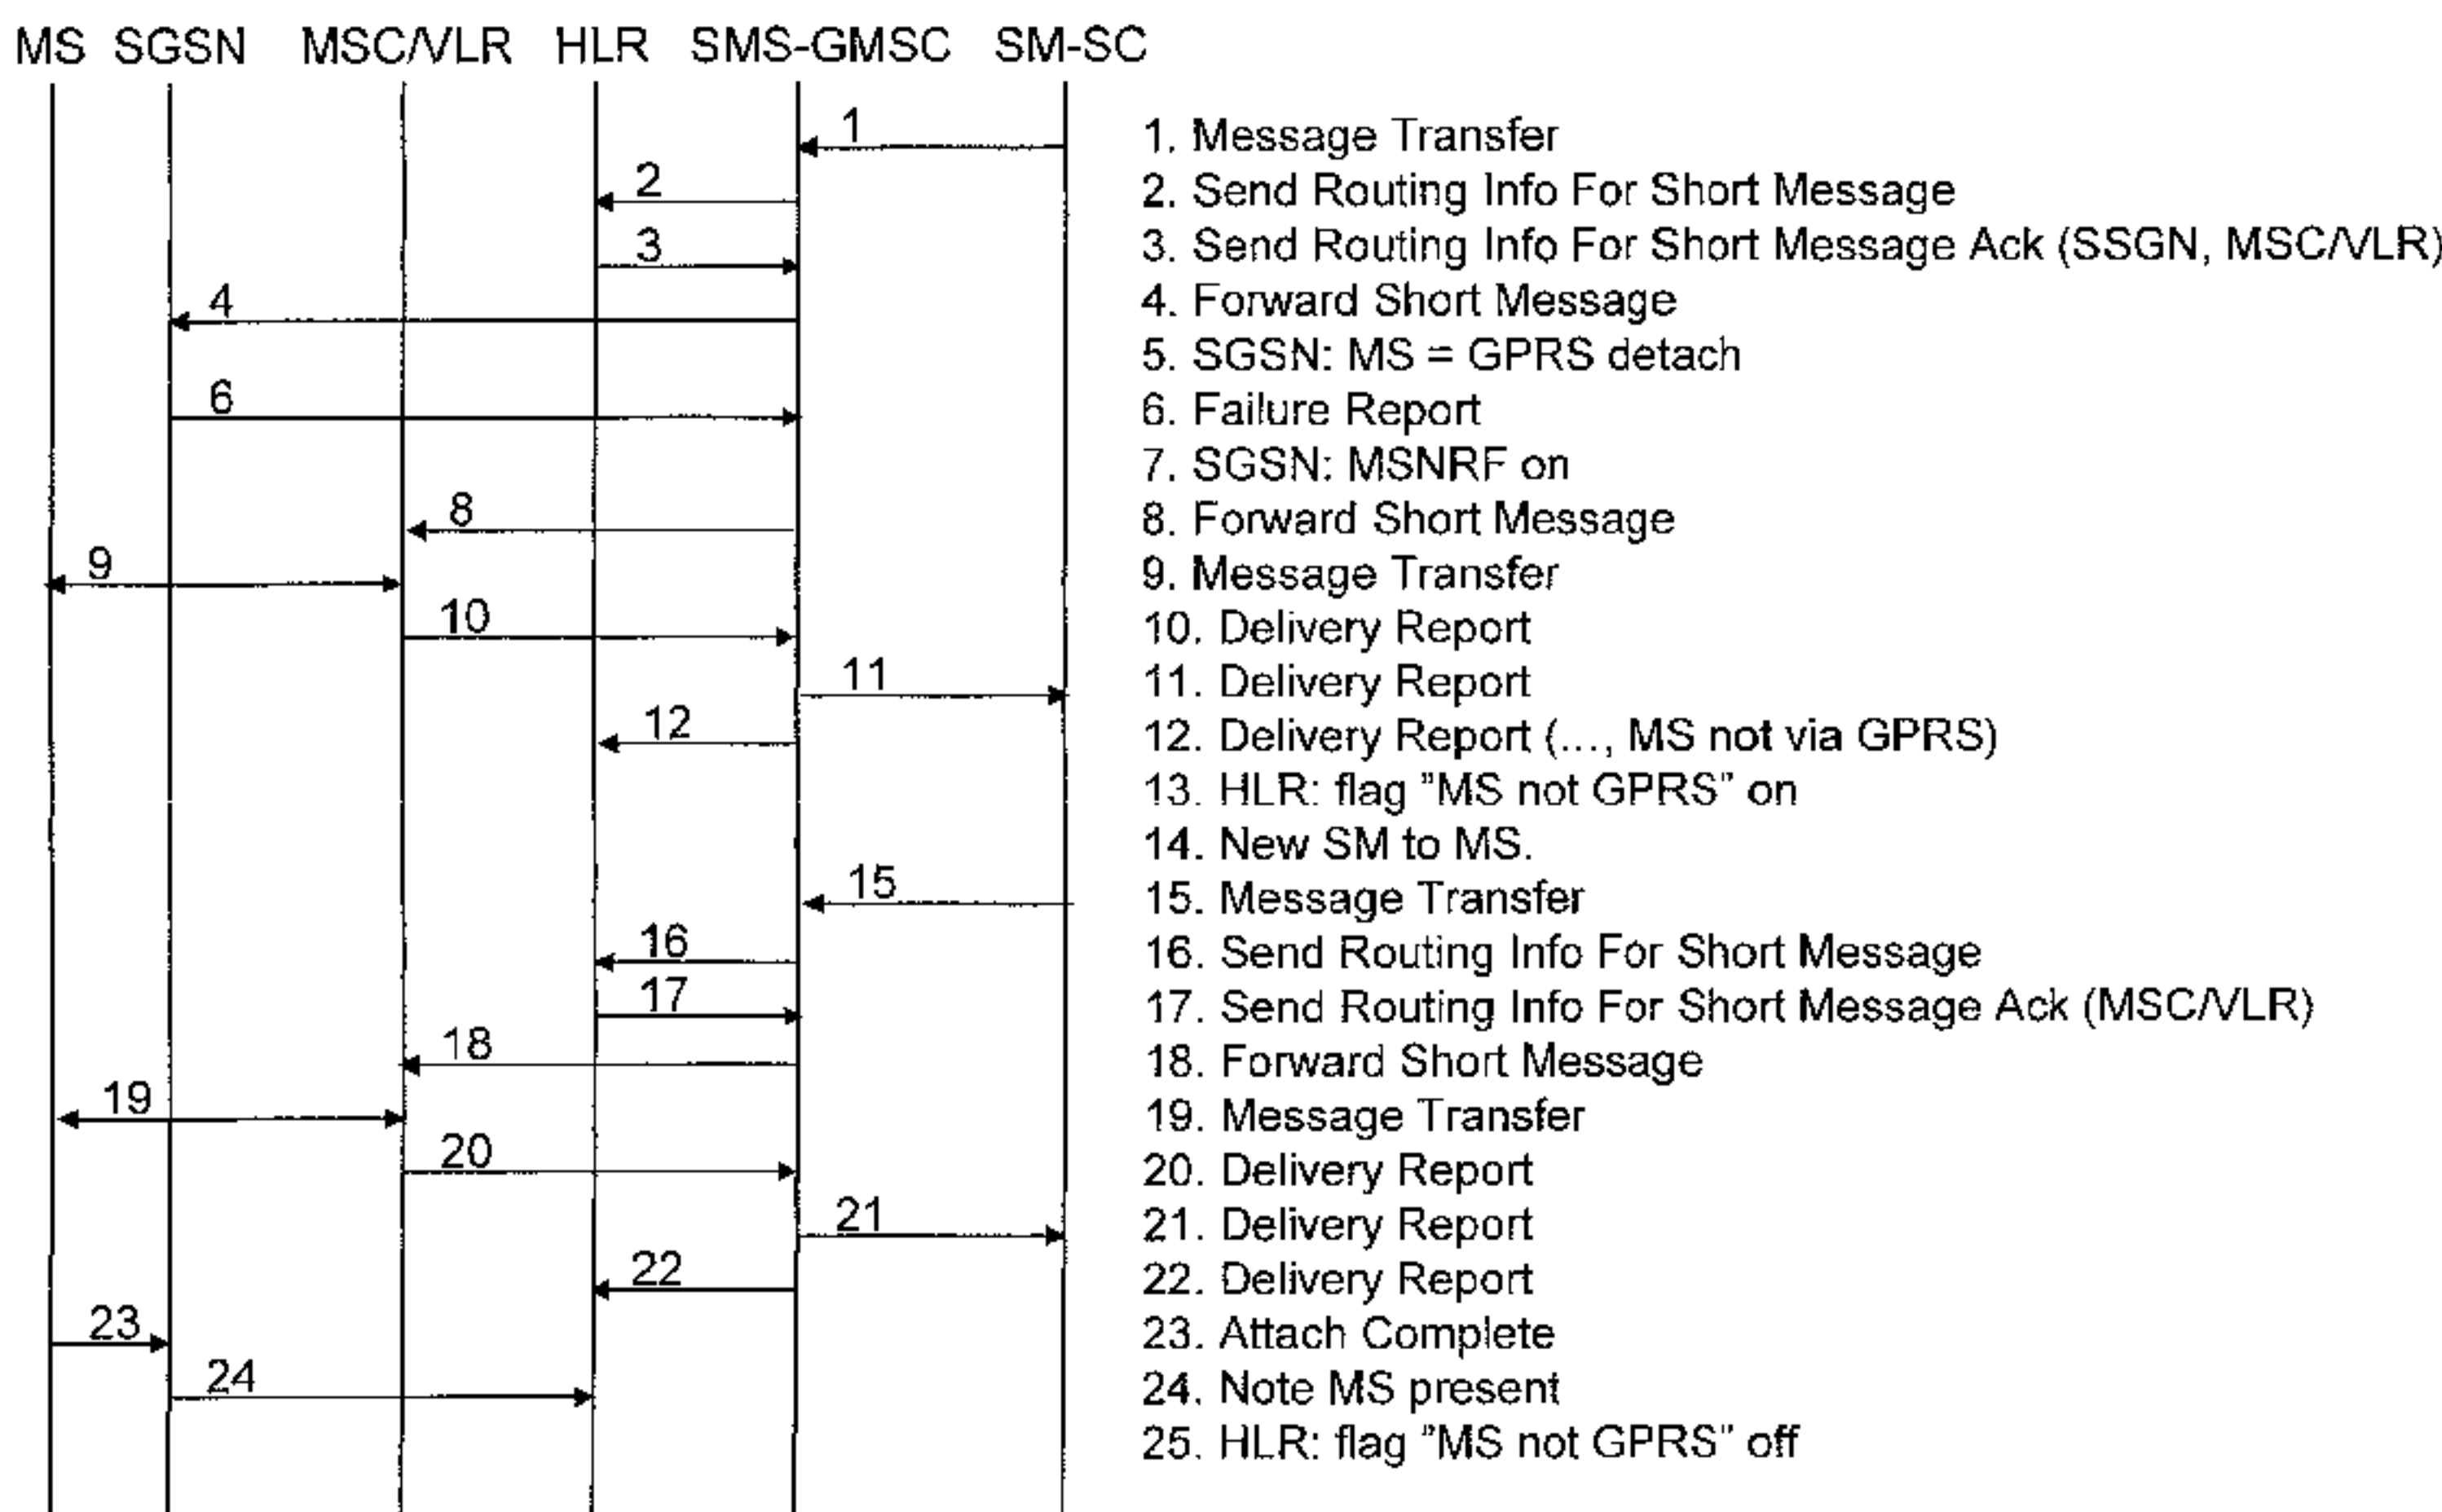 MS SGSN MSC/VLR HLR SMS-GMSC SM-SC
1
2
3
4
6
8
9
10
11
12
15
16
17
18
19
20
21
22
23
24
1. Message Transfer
2. Send Routing Info For Short Message
3. Send Routing Info For Short Message Ack (SSGN, MSC/VLR)
4. Forward Short Message
5. SGSN: MS = GPRS detach
6. Failure Report
7. SGSN: MSNRF on
8. Forward Short Message
9. Message Transfer
10. Delivery Report
11. Delivery Report
12. Delivery Report (..., MS not via GPRS)
13. HLR: flag ”MS not GPRS” on
14. New SM to MS.
15. Message Transfer
16. Send Routing Info For Short Message
17. Send Routing Info For Short Message Ack (MSC/VLR)
18. Forward Short Message
19. Message Transfer
20. Delivery Report
21. Delivery Report
22. Delivery Report
23. Attach Complete
24. Note MS present
25. HLR: flag ”MS not GPRS” off